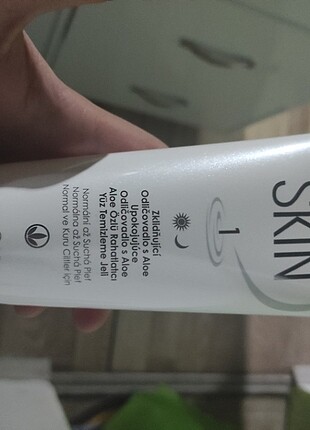 SKIN
1
Zklidňující
Odličovadlo s Aloe
Upokojujúce
Odličovadlo s Aloe
Aloe Özlü Rahatlatıcı
Yüz Temizleme Jeli
Normální až Suchá Pleť
Normálna až Suchá Pleť
Normal ve Kuru Ciltler İçin